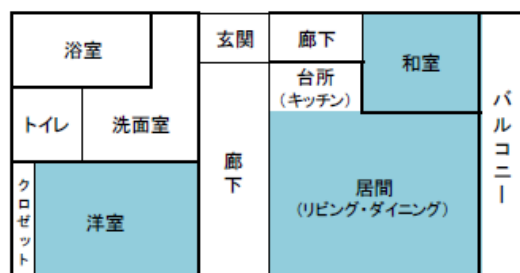 浴室
玄関
廊下
和室
台所
（キッチン）
トイレ
洗面室
廊下
バルコニー
クロゼット
洋室
居間
（リビング・ダイニング）